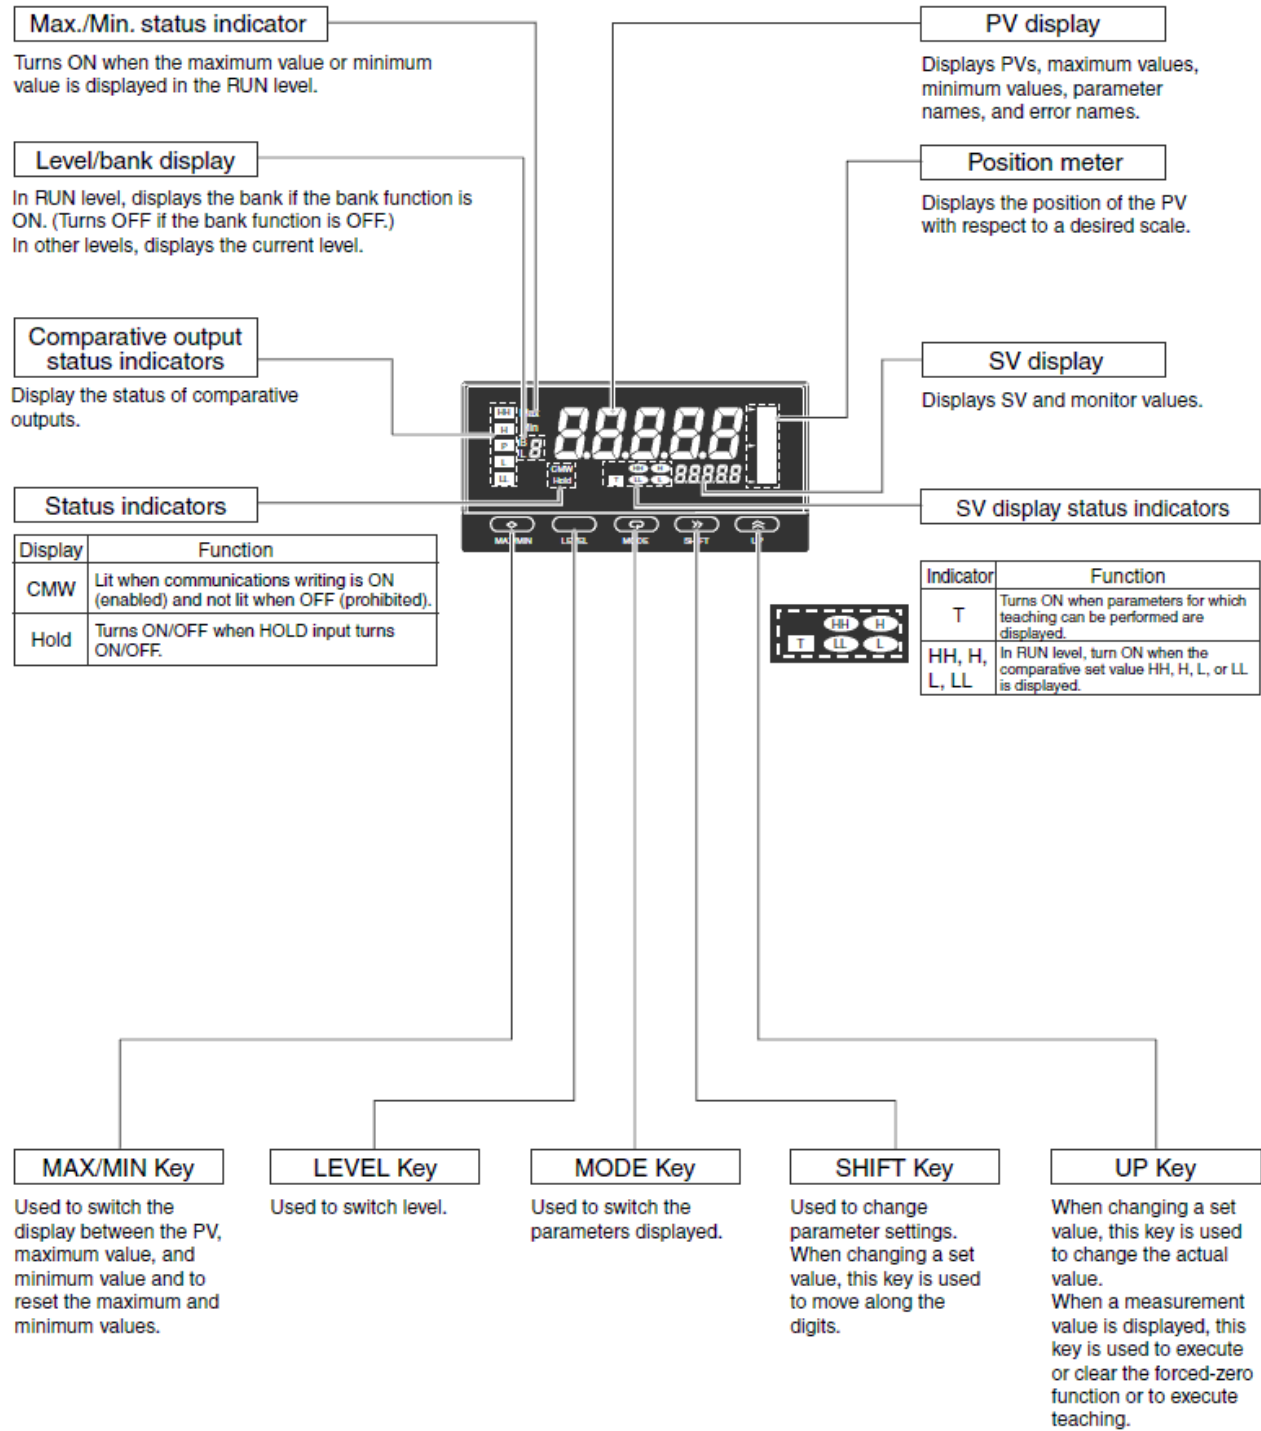 Max./Min. status indicator
Turns ON when the maximum value or minimum
value is displayed in the RUN level.
Level/bank display
In RUN level, displays the bank if the bank function is
ON. (Turns OFF if the bank function is OFF.)
In other levels, displays the current level.
Comparative output
status indicators
Display the status of comparative
outputs.
Status indicators
Display Function
CMW Lit when communications writing is ON
(enabled) and not lit when OFF (prohibited).
Hold Turns ON/OFF when HOLD input turns
ON/OFF.
PV display
Displays PVs, maximum values,
minimum values, parameter
names, and error names.
Position meter
Displays the position of the PV
with respect to a desired scale.
SV display
Displays SV and monitor values.
SV display status indicators
Indicator Function
T Turns ON when parameters for which
teaching can be performed are
displayed.
HH, H,
L, LL
In RUN level, turn ON when the
comparative set value HH, H, L, or LL
is displayed.
HH
H
P
L
LL
B
L
8
88888
CMW
Hold
T
HH H
LL L
88888
MAX/MIN LEVEL MODE SHIFT UP
HH H
T LL L
MAX/MIN Key
Used to switch the
display between the PV,
maximum value, and
minimum value and to
reset the maximum and
minimum values.
LEVEL Key
Used to switch level.
MODE Key
Used to switch the
parameters displayed.
SHIFT Key
Used to change
parameter settings.
When changing a set
value, this key is used
to move along the
digits.
UP Key
When changing a set
value, this key is used
to change the actual
value.
When a measurement
value is displayed, this
key is used to execute
or clear the forced-zero
function or to execute
teaching.